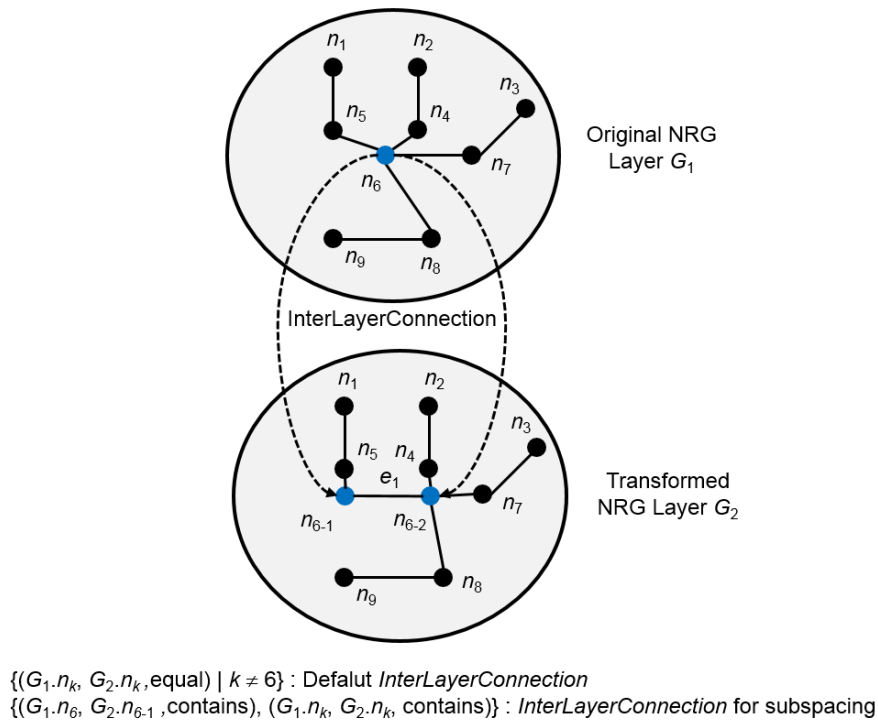 n1
n2
n3
n5
n4
Original NRG
Layer G1
n7
n6
n9
n8
InterLayerConnection
n1
n2
n3
n5
n4
e1
Transformed
NRG Layer G2
n7
n6-1
n6-2
n8
n9
{(G1.nk, G2.nk ,equal) | k ≠ 6} : Defalut InterLayerConnection
{(G1.n6, G2.n6-1 ,contains), (G1.nk, G2.nk, contains)} : InterLayerConnection for subspacing